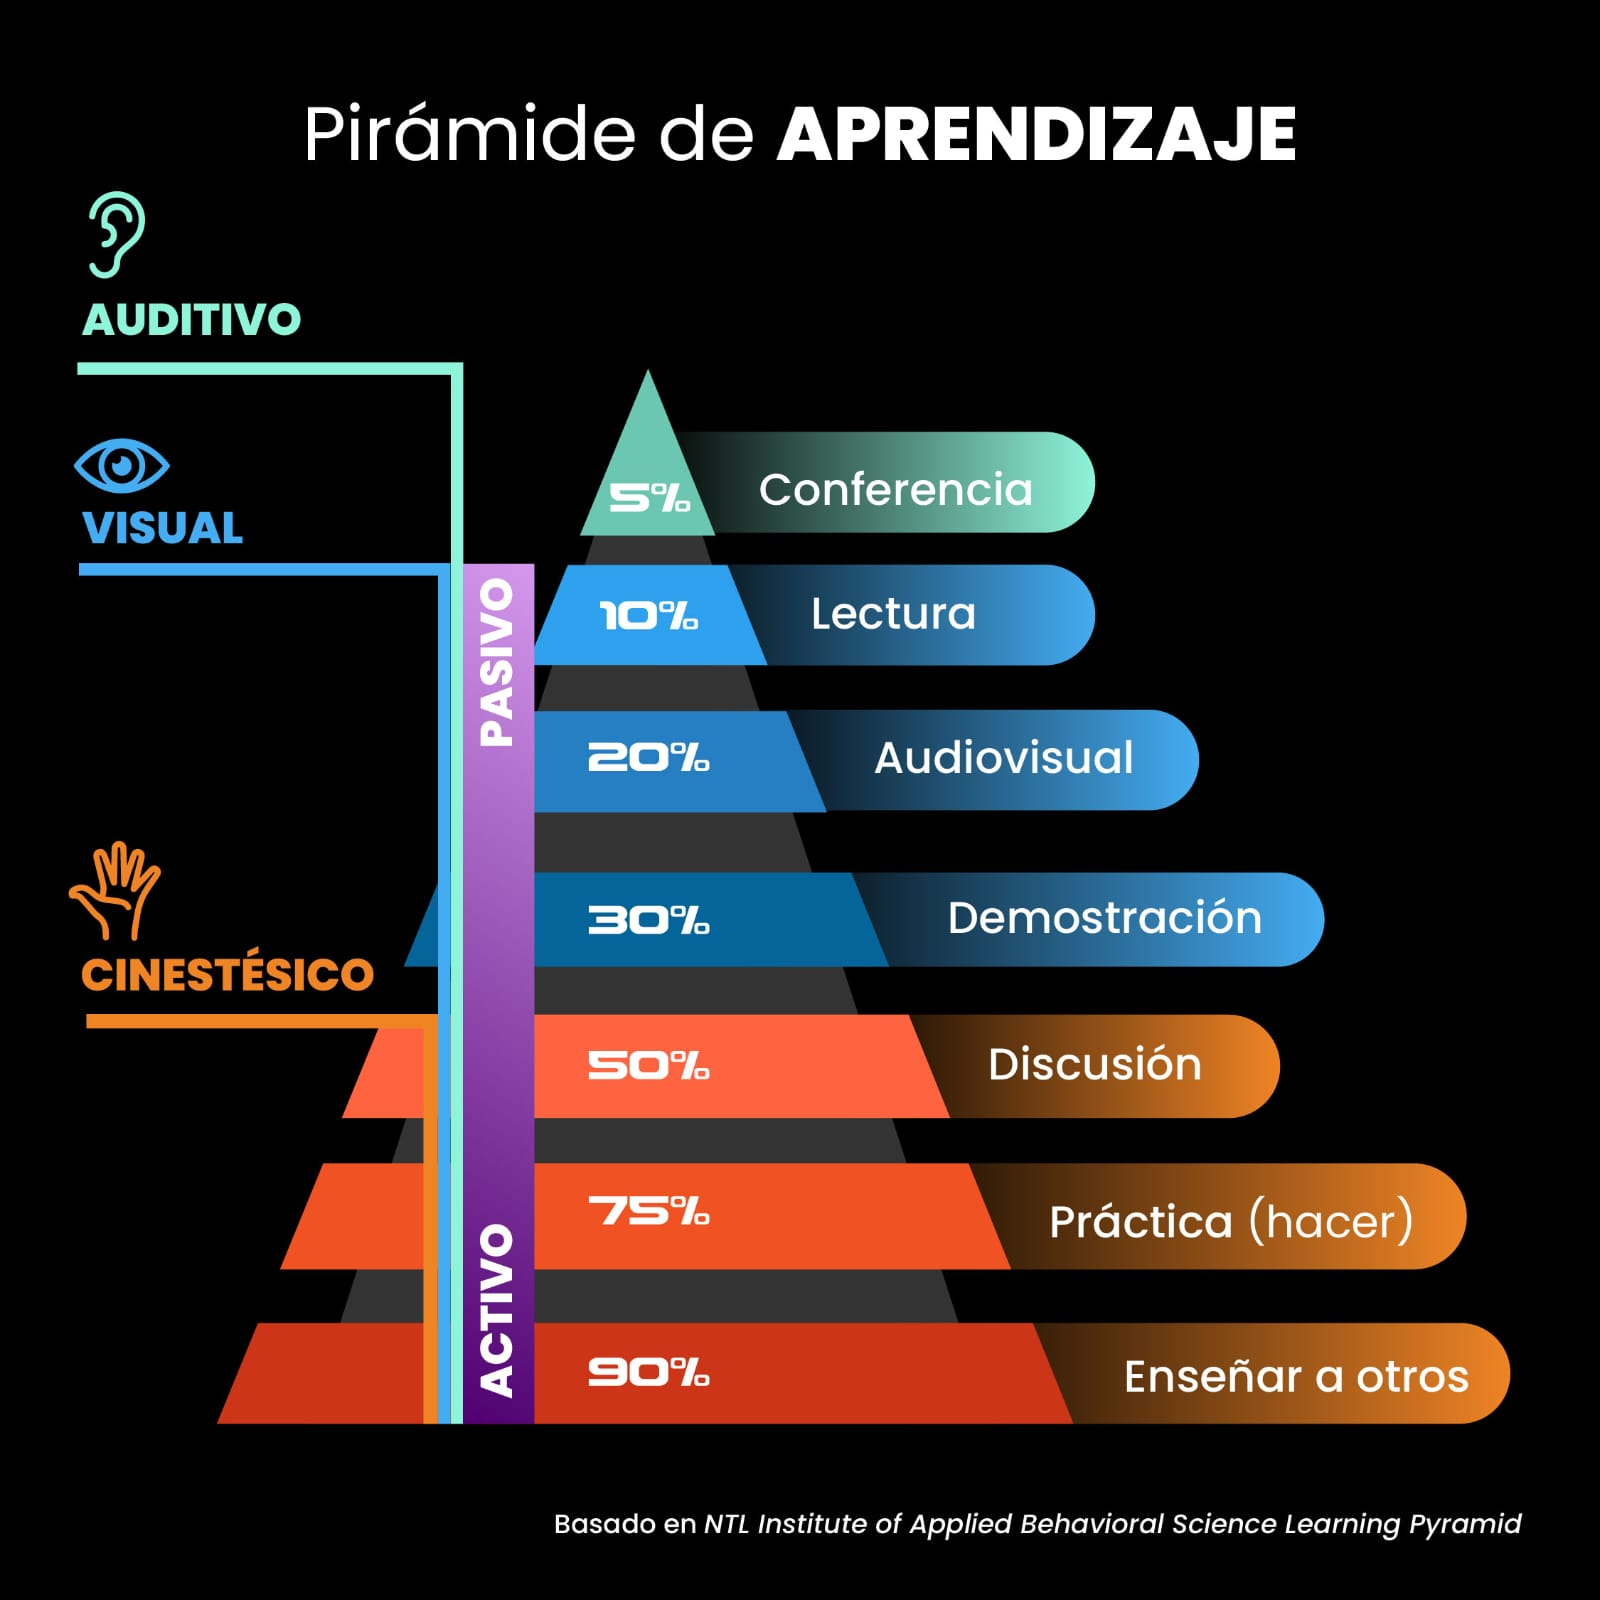 Pirámide de APRENDIZAJE
AUDITIVO
VISUAL
CINESTÉSICO
PASIVO
ACTIVO
5% Conferencia
10% Lectura
20% Audiovisual
30% Demostración
50% Discusión
75% Práctica (hacer)
90% Enseñar a otros
Basado en NTL Institute of Applied Behavioral Science Learning Pyramid